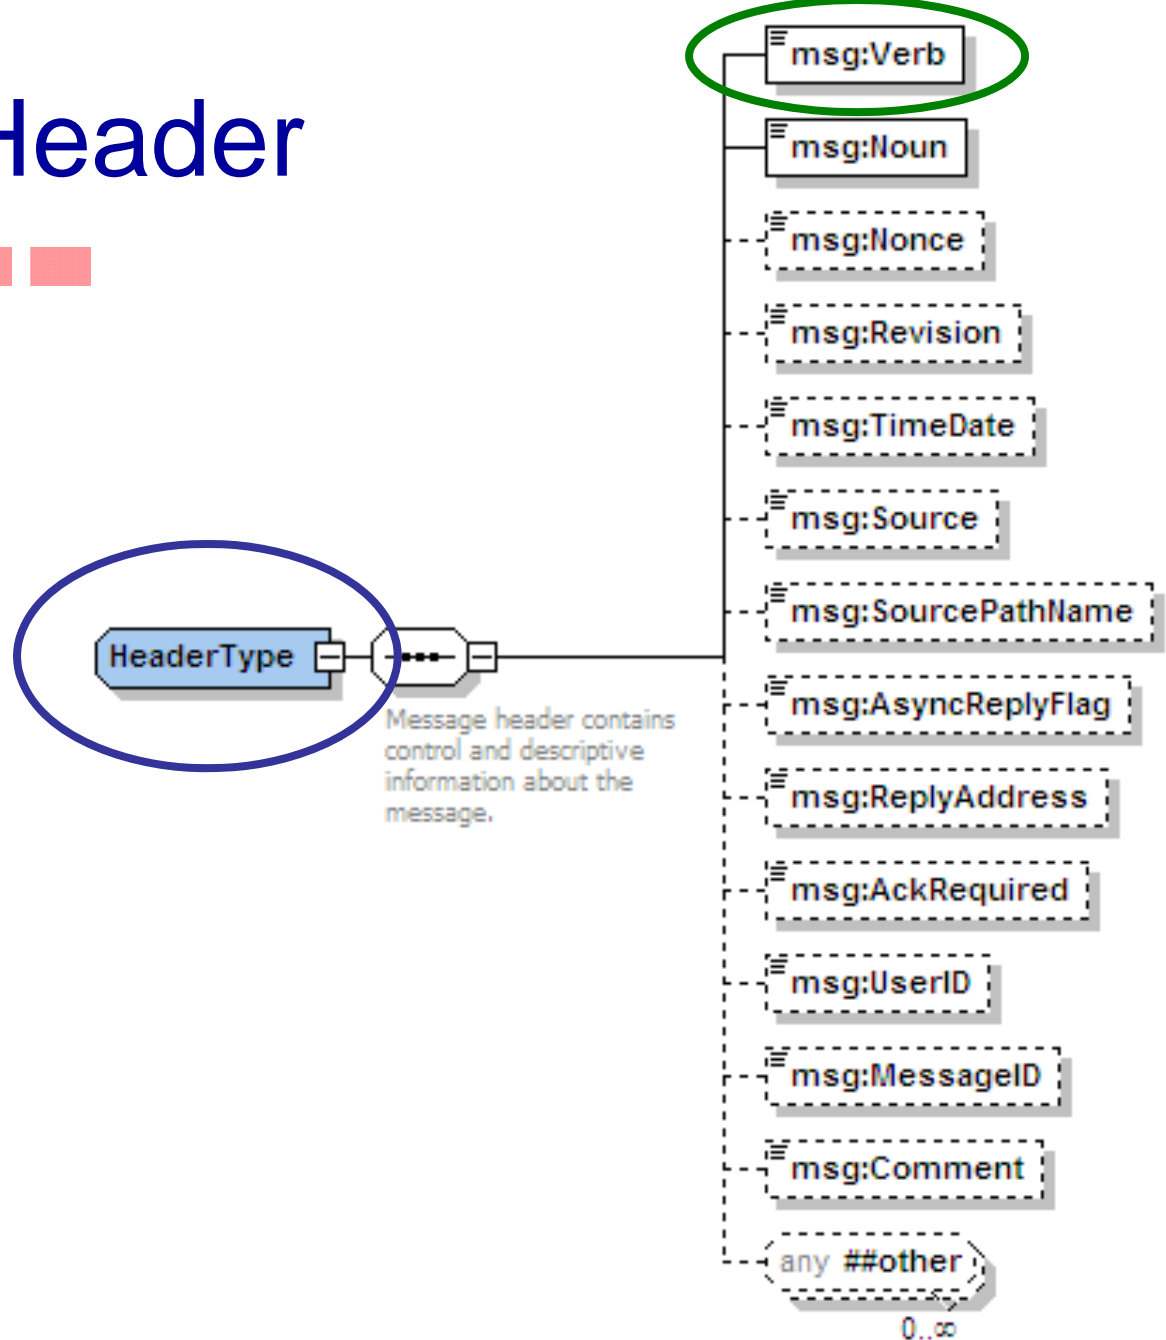 Header
msg:Verb
msg:Noun
msg:Nonce
msg:Revision
msg:TimeDate
msg:Source
msg:SourcePathName
HeaderType
Message header contains
control and descriptive
information about the
message.
msg:AsyncReplyFlag
msg:ReplyAddress
msg:AckRequired
msg:UserID
msg:MessageID
msg:Comment
any ##other
0..∞